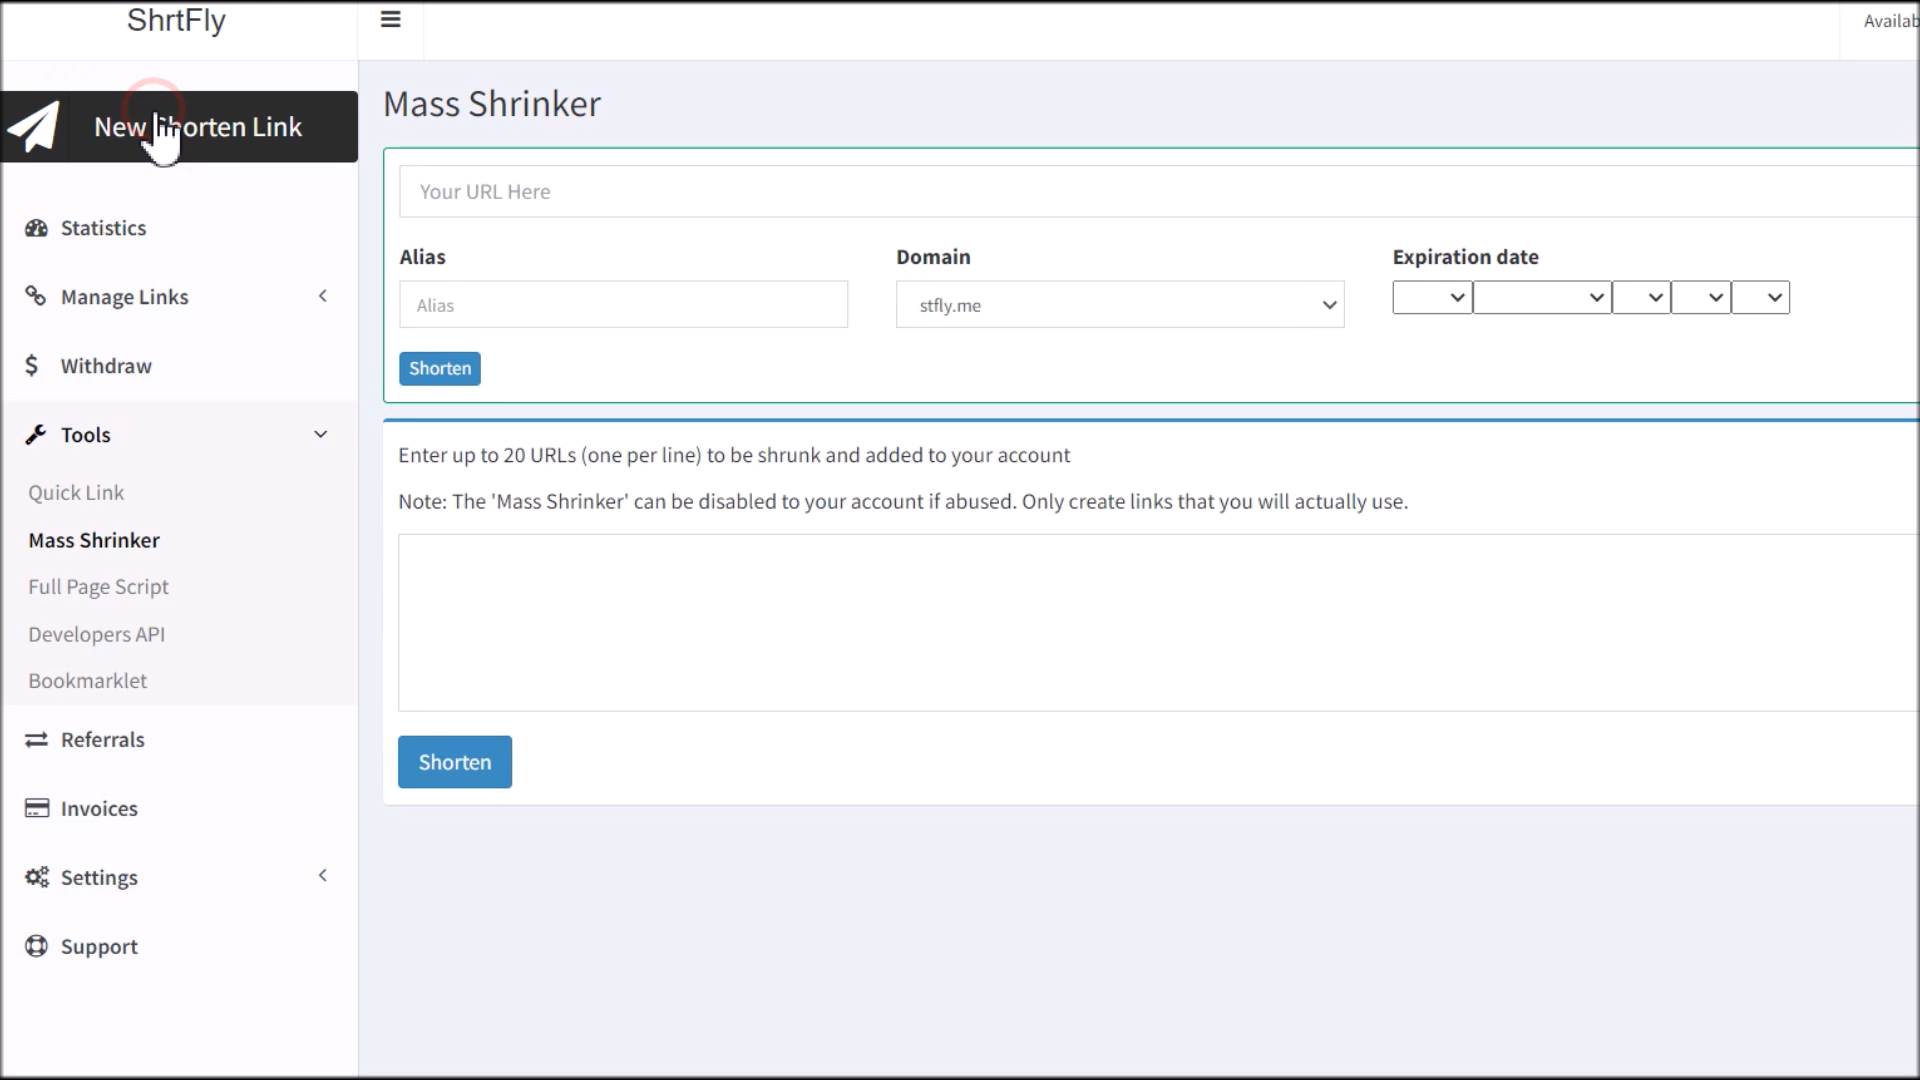 ShrtFly
New Shorten Link
Statistics
Manage Links
Withdraw
Tools
Quick Link
Mass Shrinker
Full Page Script
Developers API
Bookmarklet
Referrals
Invoices
Settings
Support
Availab
Mass Shrinker
Your URL Here
Alias
Domain
Expiration date
Alias
stfly.me
Shorten
Enter up to 20 URLs (one per line) to be shrunk and added to your account
Note: The 'Mass Shrinker' can be disabled to your account if abused. Only create links that you will actually use.
Shorten